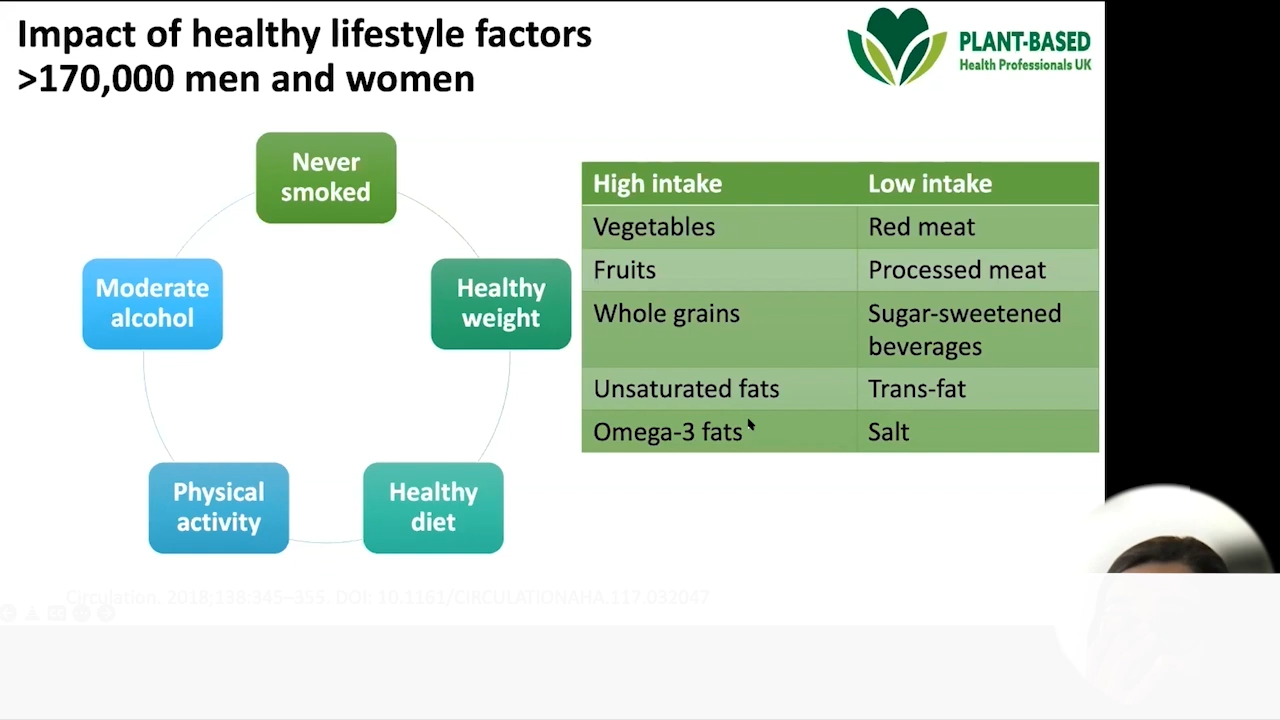 Impact of healthy lifestyle factors
>170,000 men and women
PLANT-BASED
Health Professionals UK
Never
smoked
Healthy
weight
Healthy
diet
Physical
activity
Moderate
alcohol
High intake Low intake
Vegetables Red meat
Fruits Processed meat
Whole grains Sugar-sweetened
beverages
Unsaturated fats Trans-fat
Omega-3 fats Salt
Circulation. 2018;138:345–355. DOI: 10.1161/CIRCULATIONAHA.117.032047